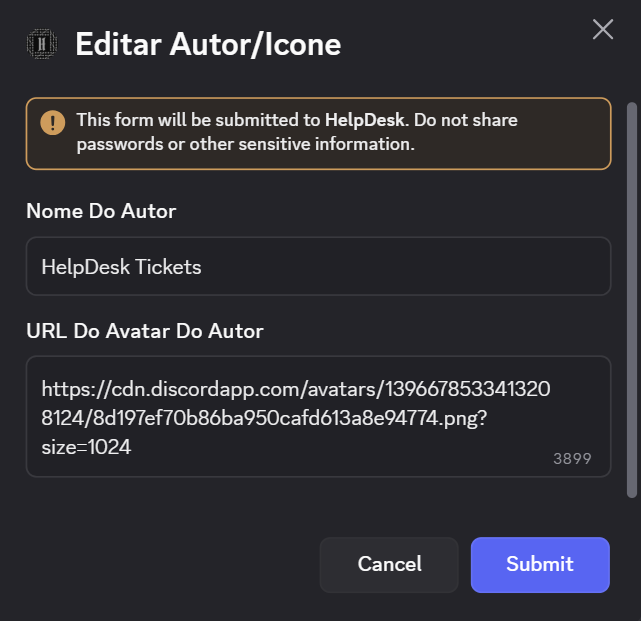 Editar Autor/Icone
This form will be submitted to HelpDesk. Do not share
passwords or other sensitive information.
Nome Do Autor
HelpDesk Tickets
URL Do Avatar Do Autor
https://cdn.discordapp.com/avatars/139667853341320
8124/8d197ef70b86ba950cafd613a8e94774.png?
size=1024
3899
Cancel
Submit